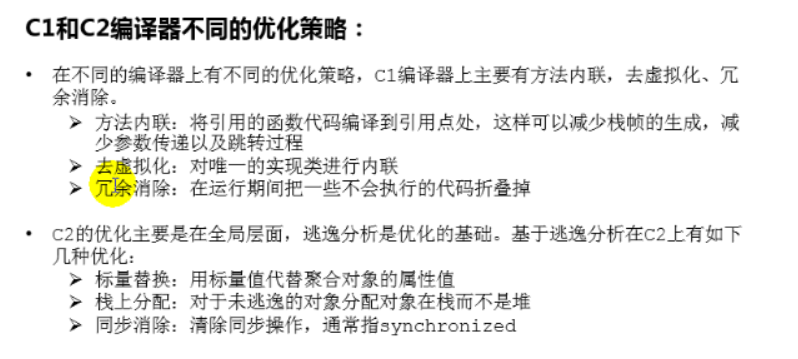 C1和C2编译器不同的优化策略：
• 在不同的编译器上有不同的优化策略，C1编译器上主要有方法内联，去虚拟化、冗
余消除。
➢ 方法内联：将引用的函数代码编译到引用点处，这样可以减少栈帧的生成，减
少参数传递以及跳转过程
➢ 去虚拟化：对唯一的实现类进行内联
➢ 冗余消除：在运行期间把一些不会执行的代码折叠掉
• C2的优化主要是在全局层面，逃逸分析是优化的基础。基于逃逸分析在C2上有如下
几种优化：
➢ 标量替换：用标量值代替聚合对象的属性值
➢ 栈上分配：对于未逃逸的对象分配对象在栈而不是堆
➢ 同步消除：清除同步操作，通常指synchronized